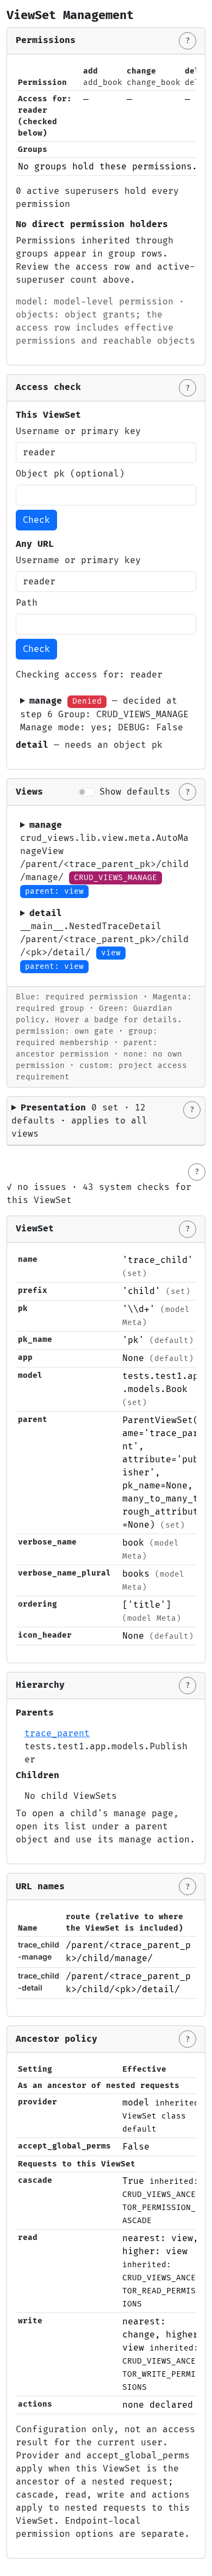 ViewSet Management
Permissions
?
add change de
Permission add_book change_book de
Access for: — — —
reader
(checked
below)
Groups
No groups hold these permissions.
0 active superusers hold every
permission
No direct permission holders
Permissions inherited through
groups appear in group rows.
Review the access row and active-
superuser count above.
model: model-level permission ·
objects: object grants; the
access row includes effective
permissions and reachable objects
Access check
?
This ViewSet
Username or primary key
reader
Object pk (optional)
Check
Any URL
Username or primary key
reader
Path
Check
Checking access for: reader
▶ manage Denied — decided at
step 6 Group: CRUD_VIEWS_MANAGE
Manage mode: yes; DEBUG: False
detail — needs an object pk
Views
Show defaults
?
▶ manage
crud_views.lib.view.meta.AutoMa
nageView
/parent/<trace_parent_pk>/child
/manage/ CRUD_VIEWS_MANAGE
parent: view
▶ detail
__main__.NestedTraceDetail
/parent/<trace_parent_pk>/child
/<pk>/detail/ view
parent: view
Blue: required permission · Magenta:
required group · Green: Guardian
policy. Hover a badge for details.
permission: own gate · group:
required membership · parent:
ancestor permission · none: no own
permission · custom: project access
requirement
▶ Presentation 0 set · 12
defaults · applies to all
views
?
?
√ no issues · 43 system checks for
this ViewSet
ViewSet
?
name 'trace_child'
(set)
prefix 'child' (set)
pk '\\d+' (model
Meta)
pk_name 'pk' (default)
app None (default)
model tests.test1.ap
.models.Book
(set)
parent ParentViewSet(
ame='trace_par
nt',
attribute='pub
isher',
pk_name=None,
many_to_many_t
rough_attribut
=None) (set)
verbose_name book (model
Meta)
verbose_name_plural books (model
Meta)
ordering ['title']
(model Meta)
icon_header None (default)
Hierarchy
?
Parents
trace_parent
tests.test1.app.models.Publish
er
Children
No child ViewSets
To open a child's manage page,
open its list under a parent
object and use its manage action.
URL names
?
route (relative to where
Name the ViewSet is included)
trace_child /parent/<trace_parent_p
-manage k>/child/manage/
trace_child /parent/<trace_parent_p
-detail k>/child/<pk>/detail/
Ancestor policy
?
Setting Effective
As an ancestor of nested requests
provider model inherited
ViewSet class
default
accept_global_perms False
Requests to this ViewSet
cascade True inherited:
CRUD_VIEWS_ANCE
TOR_PERMISSION_
ASCADE
read nearest: view,
higher: view
inherited:
CRUD_VIEWS_ANCE
TOR_READ_PERMIS
IONS
write nearest:
change, higher
view inherited:
CRUD_VIEWS_ANCE
TOR_WRITE_PERMI
SIONS
actions none declared
Configuration only, not an access
result for the current user.
Provider and accept_global_perms
apply when this ViewSet is the
ancestor of a nested request;
cascade, read, write and actions
apply to nested requests to this
ViewSet. Endpoint-local
permission options are separate.